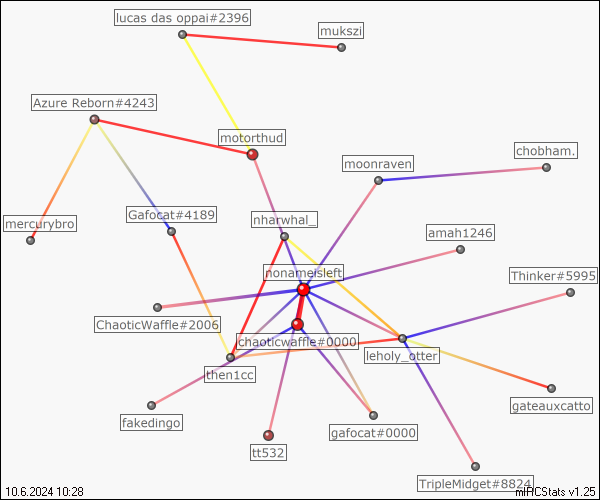 lucas das oppai#2396
mukszi
Azure Reborn#4243
motorthud
chobham.
moonraven
mercurybro
Gafocat#4189
nharwhal_
amah1246
nonameisleft
Thinker#5995
ChaoticWaffle#2006
chaoticwaffle#0000
leholy_otter
then1cc
gateauxcatto
fakedingo
gafocat#0000
tt532
TripleMidget#8824
10.6.2024 10:28
mIRCStats v1.25